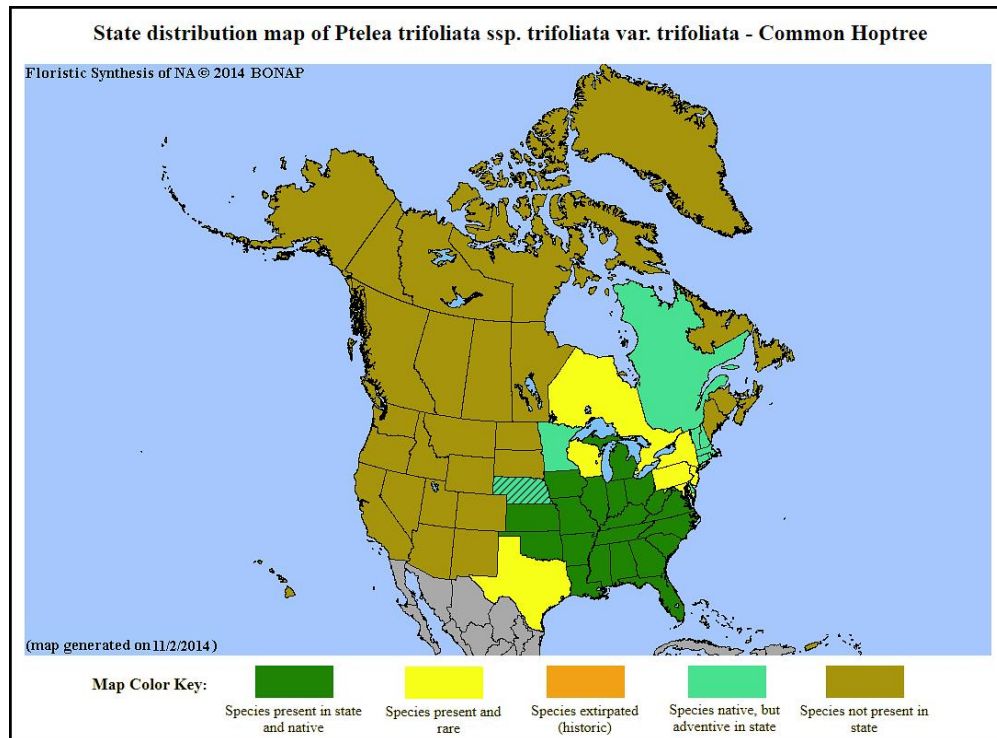 State distribution map of Ptelea trifoliata ssp. trifoliata var. trifoliata - Common Hoptree
Floristic Synthesis of NA © 2014 BONAP
(map generated on 11/2/2014)
Map Color Key:
Species present in state
and native
Species present and
rare
Species extirpated
(historic)
Species native, but
adventive in state
Species not present in
state